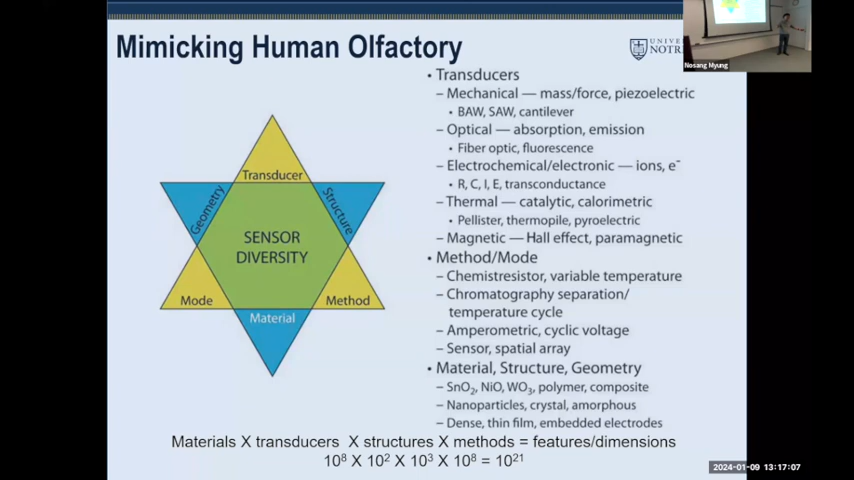 Mimicking Human Olfactory
UNIVE
NOTR
Nosang Myung
• Transducers
– Mechanical — mass/force, piezoelectric
• BAW, SAW, cantilever
– Optical — absorption, emission
• Fiber optic, fluorescence
– Electrochemical/electronic — ions, e⁻
• R, C, I, E, transconductance
– Thermal — catalytic, calorimetric
• Pellister, thermopile, pyroelectric
– Magnetic — Hall effect, paramagnetic
• Method/Mode
– Chemistresistor, variable temperature
– Chromatography separation/
temperature cycle
– Amperometric, cyclic voltage
– Sensor, spatial array
• Material, Structure, Geometry
– SnO₂, NiO, WO₃, polymer, composite
– Nanoparticles, crystal, amorphous
– Dense, thin film, embedded electrodes
Transducer
Geometry
Structure
SENSOR
DIVERSITY
Mode
Method
Material
Materials X transducers X structures X methods = features/dimensions
10⁸ X 10² X 10³ X 10⁸ = 10²¹
2024-01-09 13:17:07